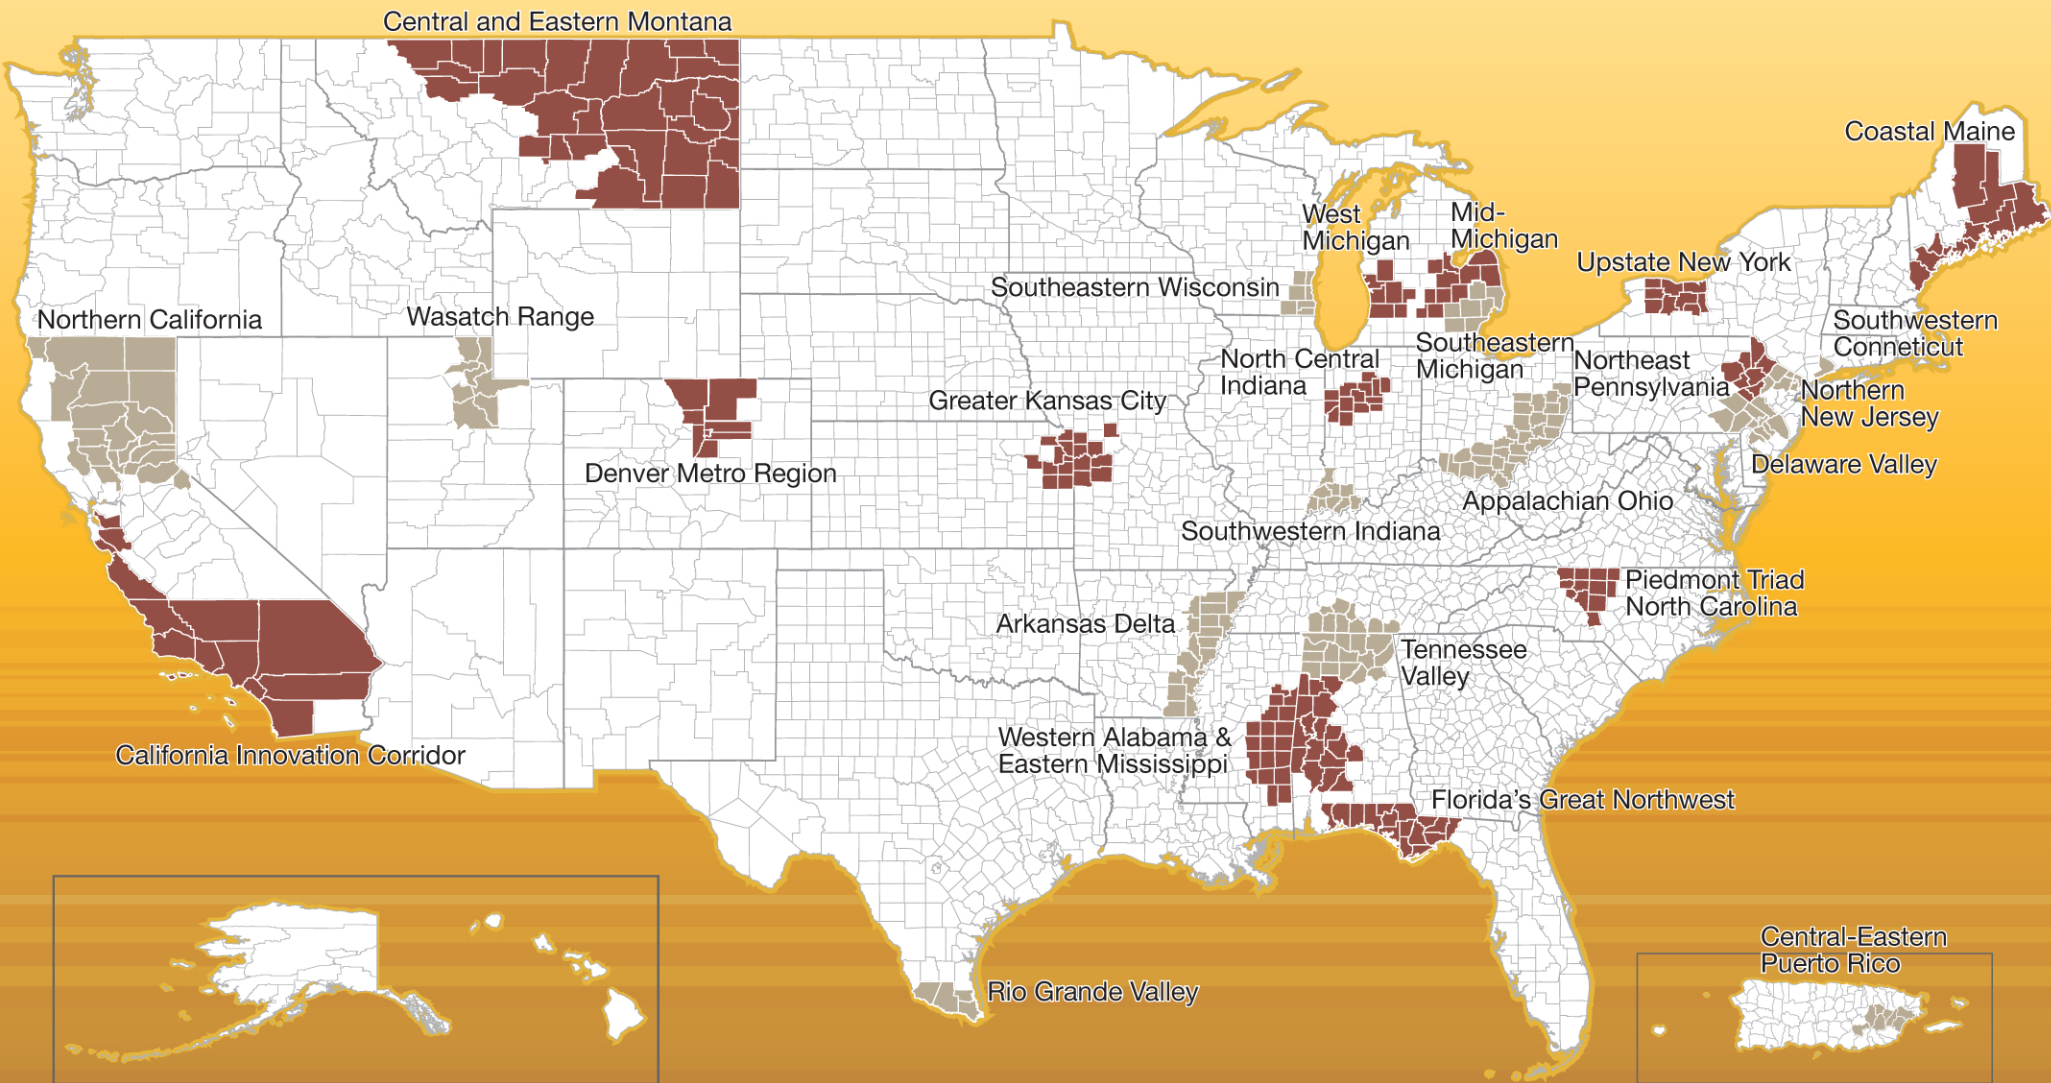 Central and Eastern Montana
Coastal Maine
West
Michigan
Mid-
Michigan
Upstate New York
Southeastern Wisconsin
Northern California
Wasatch Range
Southwestern
Conneticut
Southeastern
Michigan
North Central
Indiana
Northeast
Pennsylvania
Northern
New Jersey
Greater Kansas City
Denver Metro Region
Delaware Valley
Appalachian Ohio
Southwestern Indiana
Piedmont Triad
North Carolina
Arkansas Delta
Tennessee
Valley
Western Alabama &
Eastern Mississippi
California Innovation Corridor
Florida's Great Northwest
Central-Eastern
Puerto Rico
Rio Grande Valley